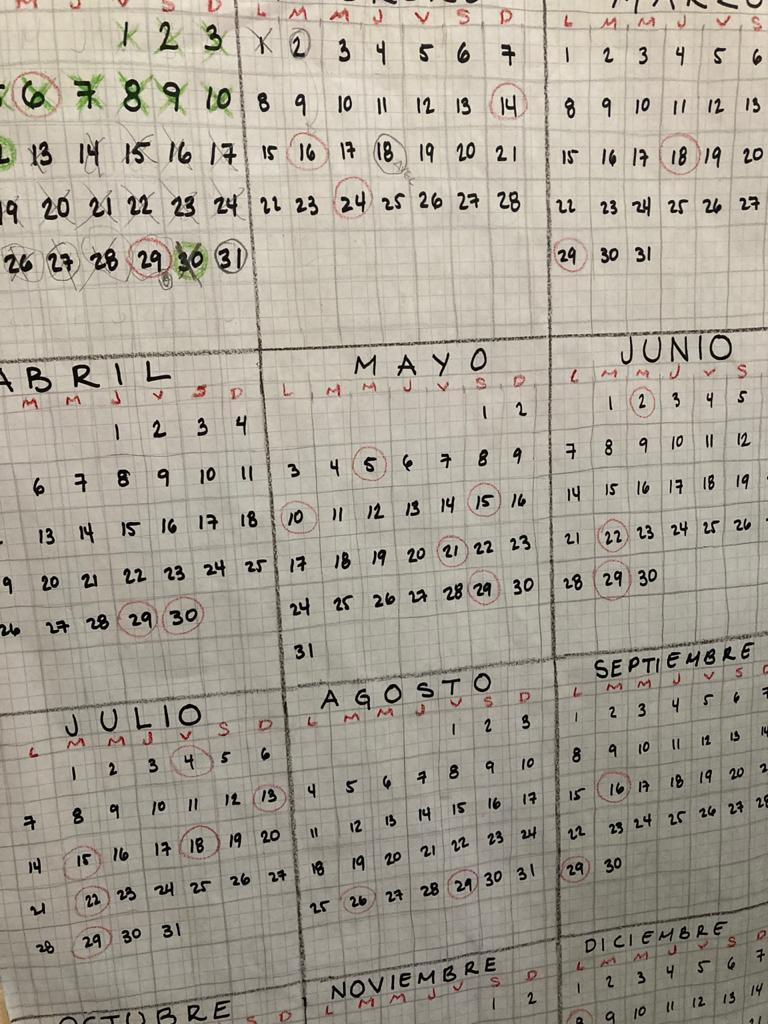 M J V S D
1 2 3
6 7 8 9 10
13 14 15 16 17
19 20 21 22 23 24
26 27 28 29 30 31
L M M J V S D
1 2 3 4 5 6 7
8 9 10 11 12 13 14
15 16 17 18 19 20 21
22 23 24 25 26 27 28
L M M J V S
1 2 3 4 5 6
8 9 10 11 12 13
15 16 17 18 19 20
22 23 24 25 26 27
29 30 31
ABRIL
M M J V S D
1 2 3 4
6 7 8 9 10 11
13 14 15 16 17 18
9 20 21 22 23 24 25
26 27 28 29 30
MAYO
L M M J V S D
1 2
3 4 5 6 7 8 9
10 11 12 13 14 15 16
17 18 19 20 21 22 23
24 25 26 27 28 29 30
31
JUNIO
L M M J V S
1 2 3 4 5
7 8 9 10 11 12
14 15 16 17 18 19
21 22 23 24 25 26
28 29 30
JULIO
L M M J V S D
1 2 3 4 5 6
7 8 9 10 11 12 13
14 15 16 17 18 19 20
21 22 23 24 25 26 27
28 29 30 31
AGOSTO
L M M J V S D
1 2 3
4 5 6 7 8 9 10
11 12 13 14 15 16 17
18 19 20 21 22 23 24
25 26 27 28 29 30 31
SEPTIEMBRE
L M M J V S D
1 2 3 4 5 6 7
8 9 10 11 12 13 14
15 16 17 18 19 20 2
22 23 24 25 26 27 28
29 30
OCTUBRE
S D
NOVIEMBRE
L M M J V S D
1 2
DICIEMBRE
L M M J V S D
1 2 3 4 5 6 7
8 9 10 11 12 13 14